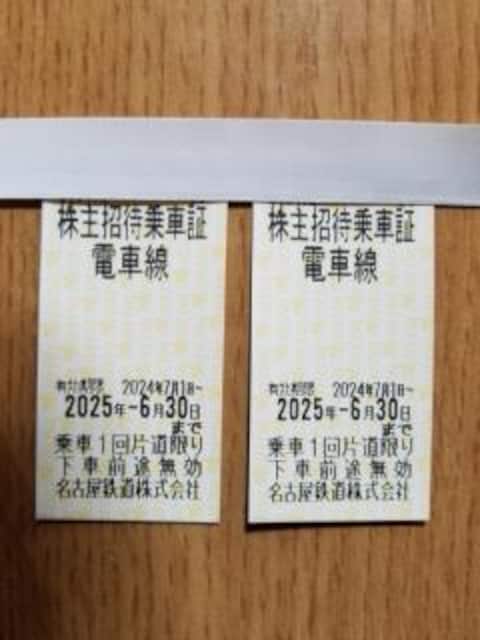 株主招待乗車証
電車線
有効期限 2024年7月1日~
2025年-6月30日
まで
乗車1回片道限り
下車前途無効
名古屋鉄道株式会社
株主招待乗車証
電車線
有効期限 2024年7月1日~
2025年-6月30日
まで
乗車1回片道限り
下車前途無効
名古屋鉄道株式会社